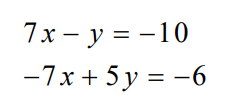 7x − y = −10
−7x + 5y = −6